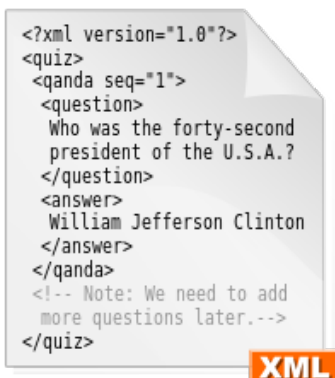 <?xml version="1.0"?>
<quiz>
<qanda seq="1">
<question>
Who was the forty-second
president of the U.S.A.?
</question>
<answer>
William Jefferson Clinton
</answer>
</qanda>
<!-- Note: We need to add
more questions later.-->
</quiz>
XML